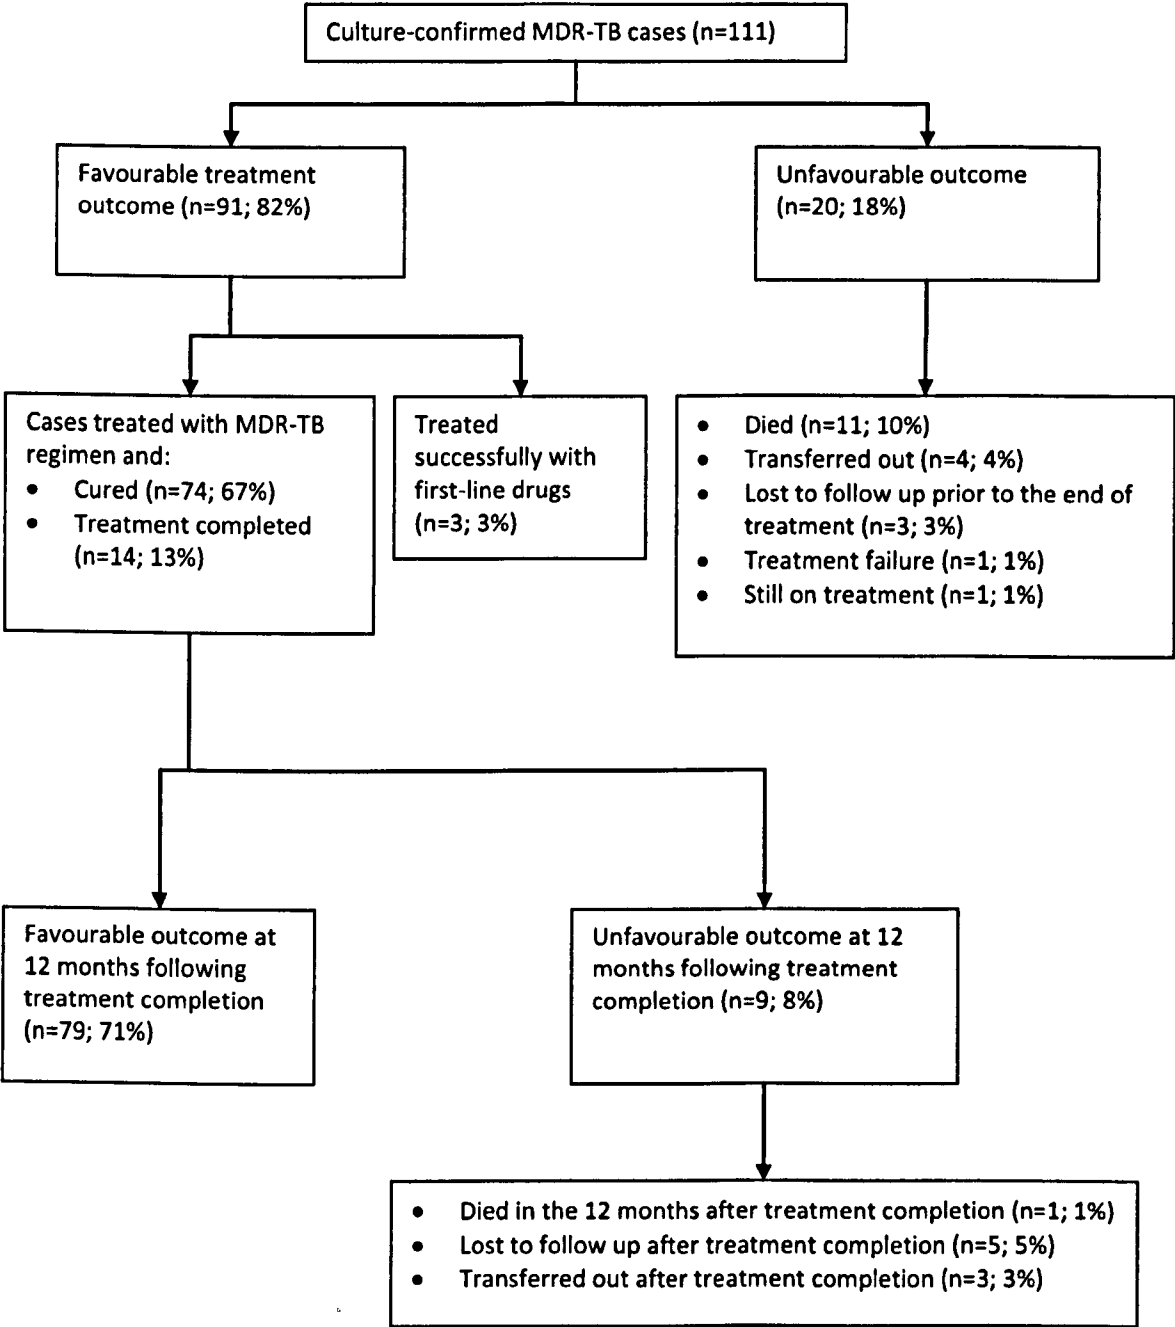 Culture-confirmed MDR-TB cases (n=111)
Favourable treatment
outcome (n=91; 82%)
Unfavourable outcome
(n=20; 18%)
Cases treated with MDR-TB
regimen and:
• Cured (n=74; 67%)
• Treatment completed
(n=14; 13%)
Treated
successfully with
first-line drugs
(n=3; 3%)
• Died (n=11; 10%)
• Transferred out (n=4; 4%)
• Lost to follow up prior to the end of
treatment (n=3; 3%)
• Treatment failure (n=1; 1%)
• Still on treatment (n=1; 1%)
Favourable outcome at
12 months following
treatment completion
(n=79; 71%)
Unfavourable outcome at 12
months following treatment
completion (n=9; 8%)
• Died in the 12 months after treatment completion (n=1; 1%)
• Lost to follow up after treatment completion (n=5; 5%)
• Transferred out after treatment completion (n=3; 3%)